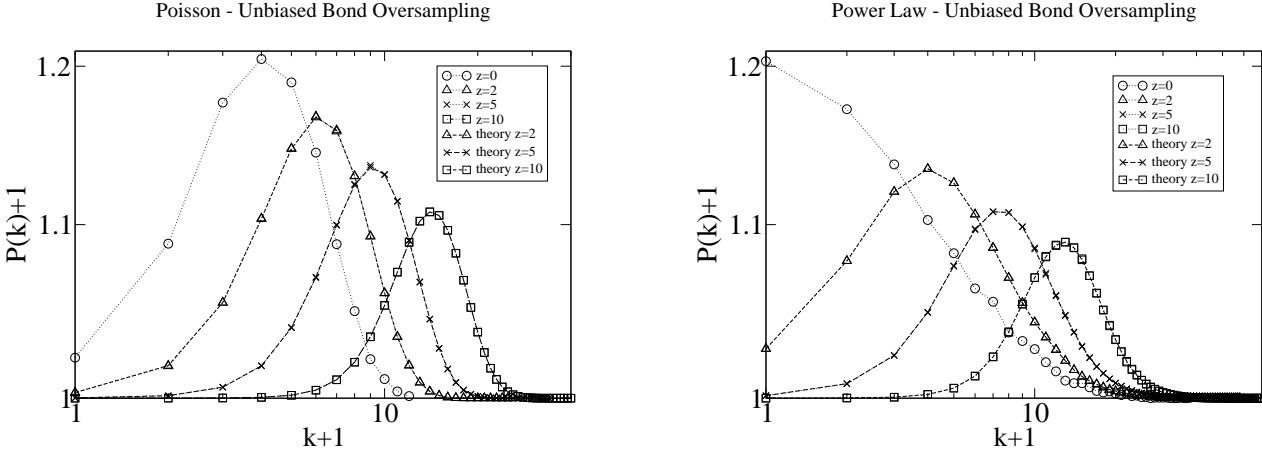 Poisson - Unbiased Bond Oversampling
P(k)+1
1.2
1.1
1
1
10
k+1
z=0
z=2
z=5
z=10
theory z=2
theory z=5
theory z=10
Power Law - Unbiased Bond Oversampling
P(k)+1
1.2
1.1
1
1
10
k+1
z=0
z=2
z=5
z=10
theory z=2
theory z=5
theory z=10